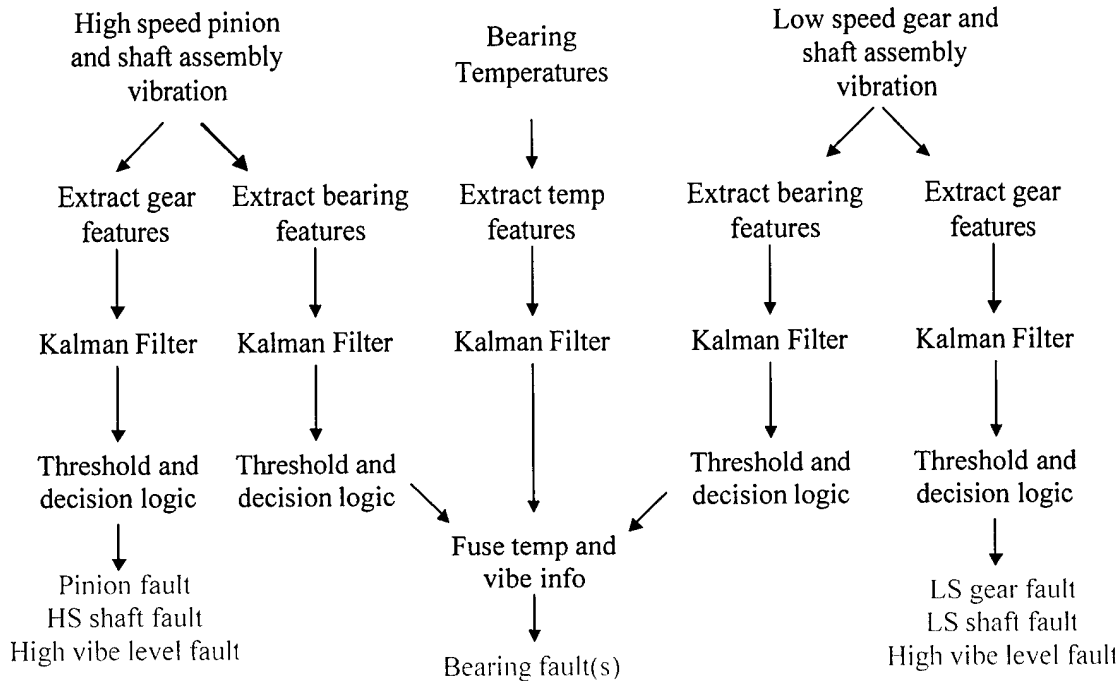 High speed pinion
and shaft assembly
vibration
Bearing
Temperatures
Low speed gear and
shaft assembly
vibration
Extract gear
features
Extract bearing
features
Extract temp
features
Extract bearing
features
Extract gear
features
Kalman Filter
Kalman Filter
Kalman Filter
Kalman Filter
Kalman Filter
Threshold and
decision logic
Threshold and
decision logic
Threshold and
decision logic
Threshold and
decision logic
Fuse temp and
vibe info
Pinion fault
HS shaft fault
High vibe level fault
Bearing fault(s)
LS gear fault
LS shaft fault
High vibe level fault